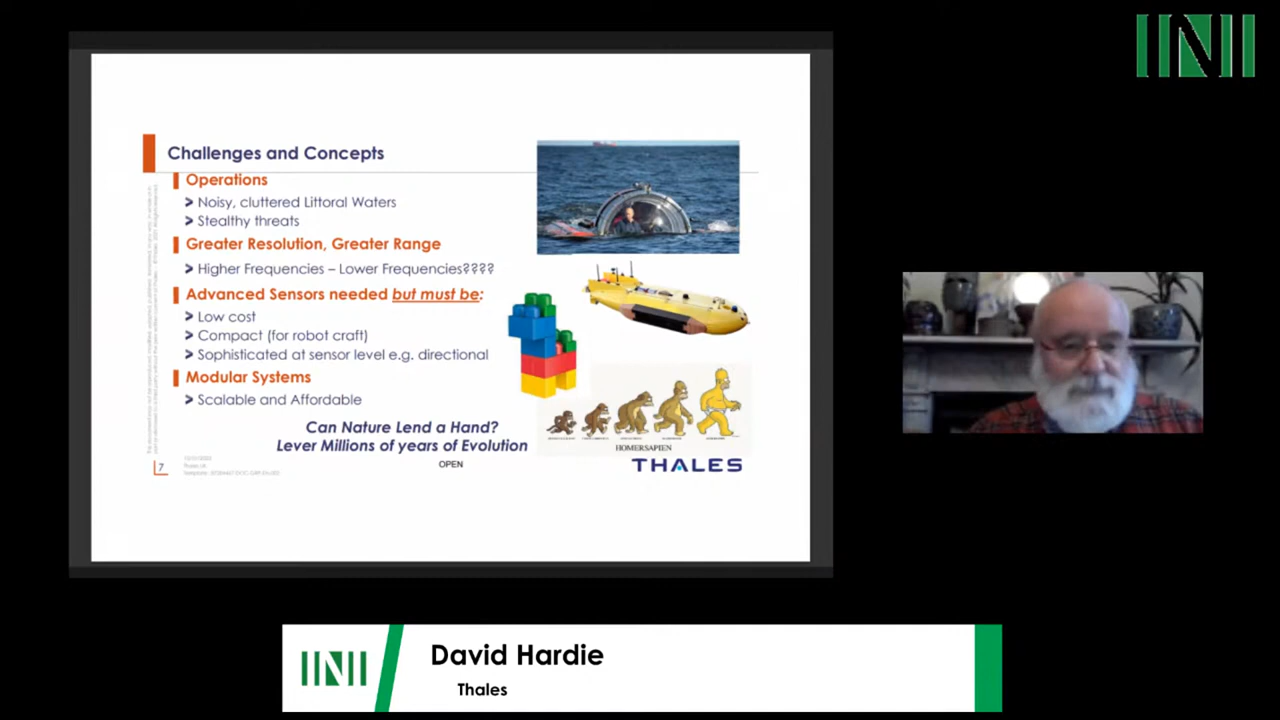 INI
Challenges and Concepts
Operations
Noisy, cluttered Littoral Waters
Stealthy threats
Greater Resolution, Greater Range
Higher Frequencies – Lower Frequencies????
Advanced Sensors needed but must be:
Low cost
Compact (for robot craft)
Sophisticated at sensor level e.g. directional
Modular Systems
Scalable and Affordable
Can Nature Lend a Hand?
Lever Millions of years of Evolution
OPEN
7
HOMERSAPIEN
THALES
INI
David Hardie
Thales